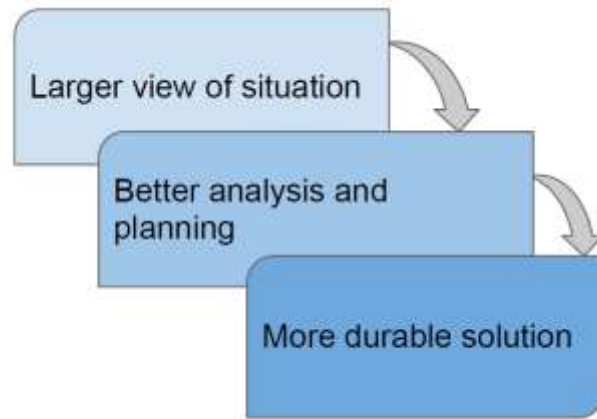 Larger view of situation
Better analysis and
planning
More durable solution